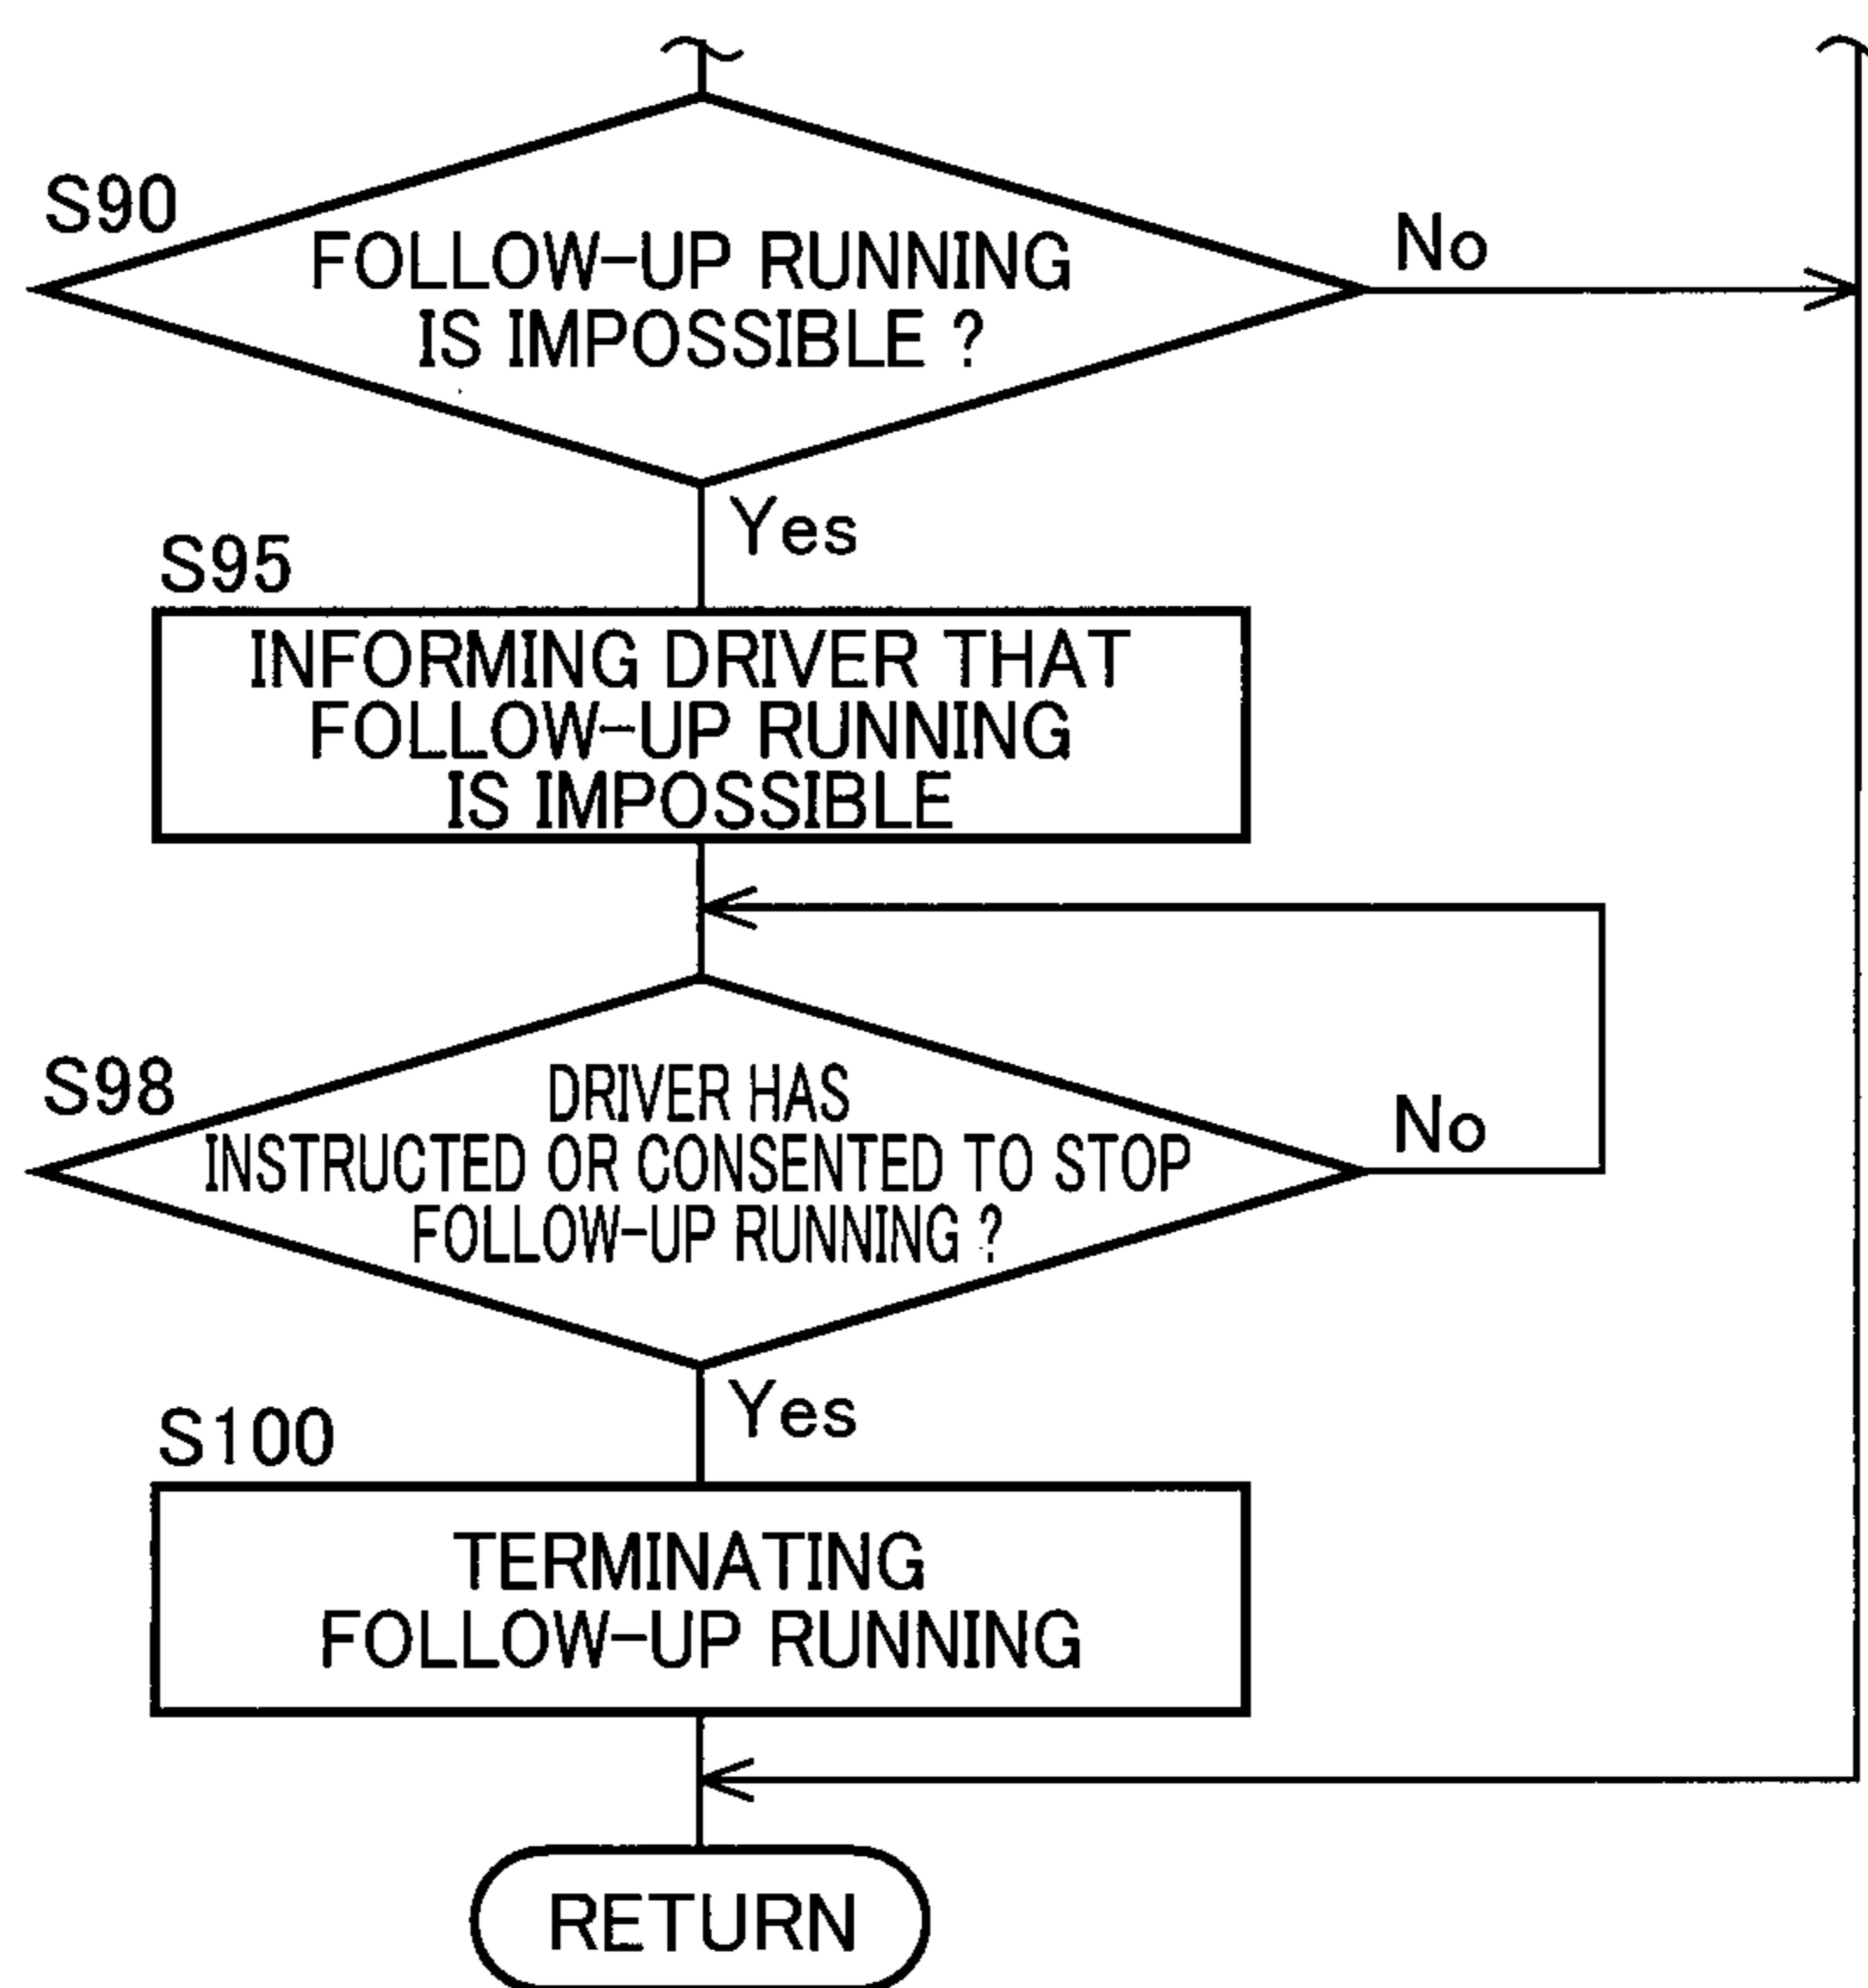 S90
FOLLOW-UP RUNNING
IS IMPOSSIBLE ?
No
Yes
S95
INFORMING DRIVER THAT
FOLLOW-UP RUNNING
IS IMPOSSIBLE
S98
DRIVER HAS
INSTRUCTED OR CONSENTED TO STOP
FOLLOW-UP RUNNING ?
No
Yes
S100
TERMINATING
FOLLOW-UP RUNNING
RETURN